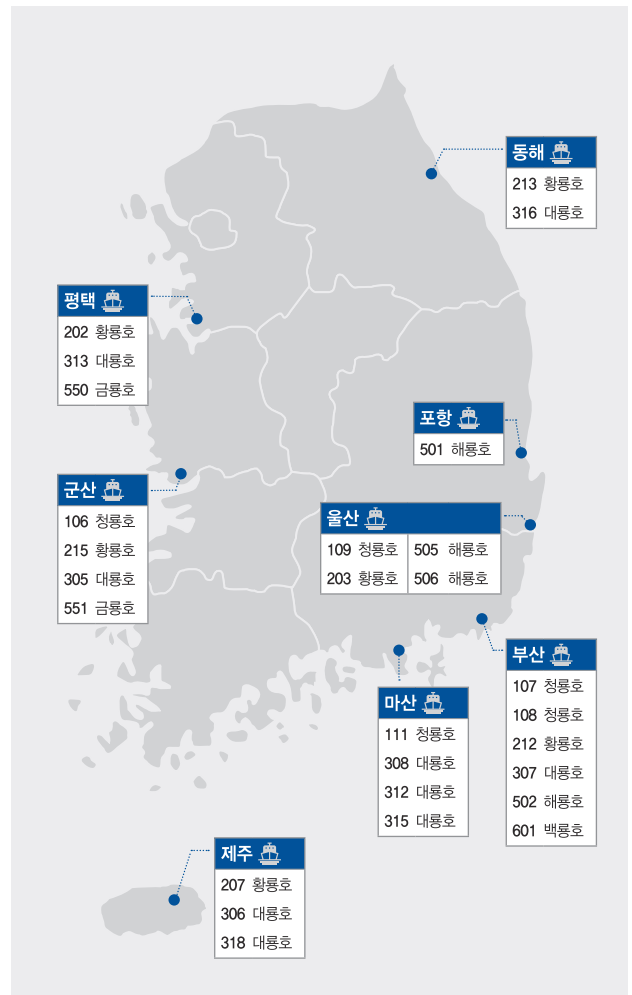 동해
213 황룡호
316 대룡호
평택
202 황룡호
313 대룡호
550 금룡호
포항
501 해룡호
군산
106 청룡호
215 황룡호
305 대룡호
551 금룡호
울산
109 청룡호 505 해룡호
203 황룡호 506 해룡호
부산
107 청룡호
108 청룡호
212 황룡호
307 대룡호
502 해룡호
601 백룡호
마산
111 청룡호
308 대룡호
312 대룡호
315 대룡호
제주
207 황룡호
306 대룡호
318 대룡호